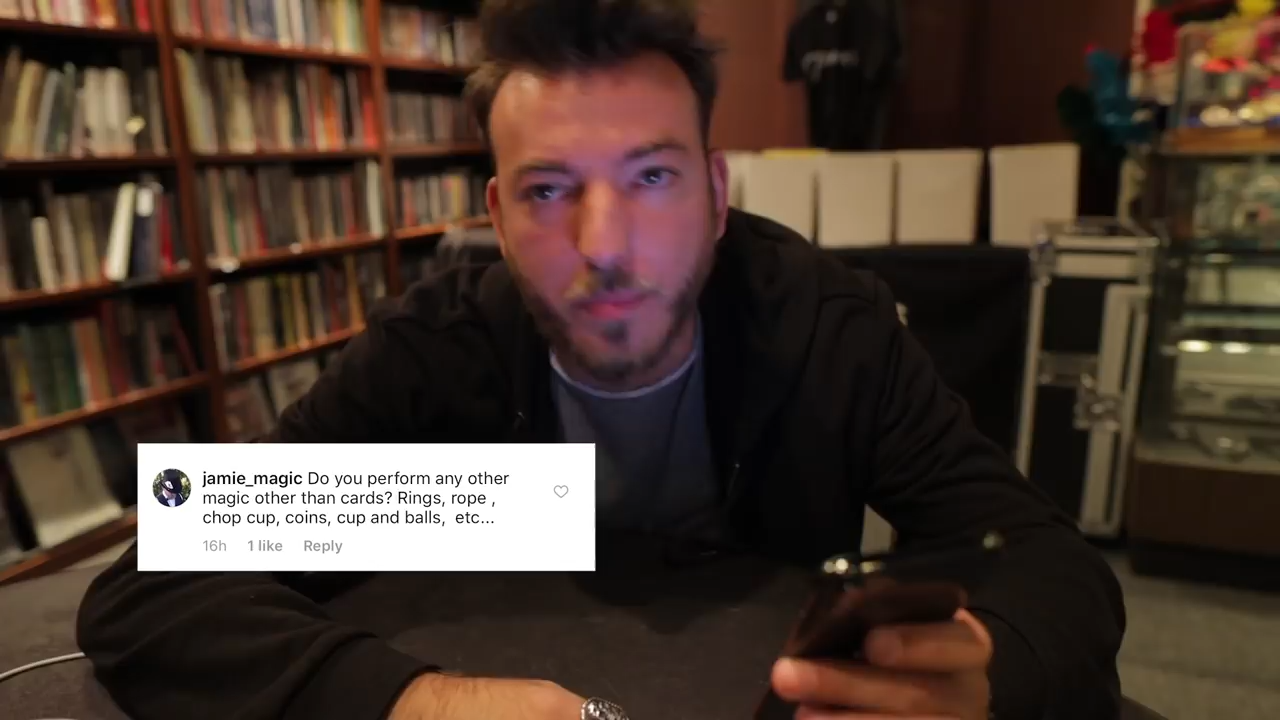 jamie_magic Do you perform any other
magic other than cards? Rings, rope ,
chop cup, coins, cup and balls,  etc...
16h 1 like Reply